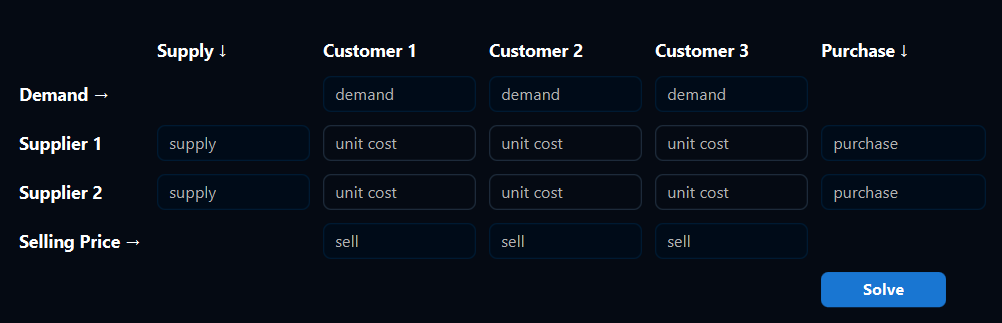 Supply ↓ Customer 1 Customer 2 Customer 3 Purchase ↓
Demand → demand demand demand
Supplier 1 supply unit cost unit cost unit cost purchase
Supplier 2 supply unit cost unit cost unit cost purchase
Selling Price → sell sell sell
Solve